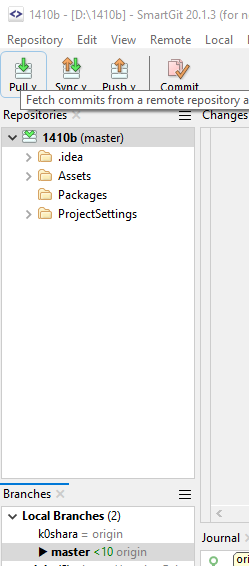 1410b - [D:\1410b] - SmartGit 20.1.3 (for n
Repository Edit View Remote Local
Pull Sync Push Commit
Fetch commits from a remote repository a
Repositories Changes
1410b (master)
.idea
Assets
Packages
ProjectSettings
Branches
Local Branches (2)
k0shara = origin
master <10 origin
Journal